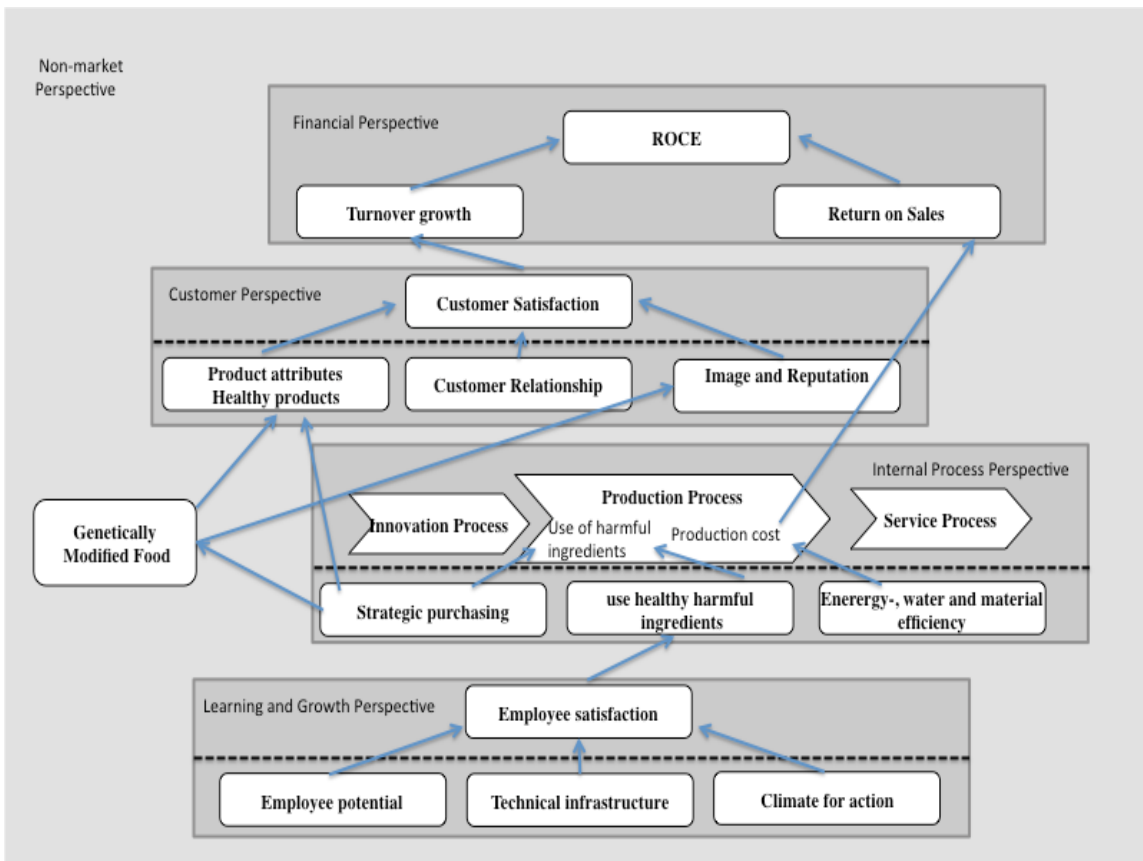 Non-market
Perspective
Financial Perspective
ROCE
Turnover growth
Return on Sales
Customer Perspective
Customer Satisfaction
Product attributes
Healthy products
Customer Relationship
Image and Reputation
Internal Process Perspective
Genetically
Modified Food
Innovation Process
Production Process
Use of harmful
ingredients
Production cost
Service Process
Strategic purchasing
use healthy harmful
ingredients
Enerergy-, water and material
efficiency
Learning and Growth Perspective
Employee satisfaction
Employee potential
Technical infrastructure
Climate for action